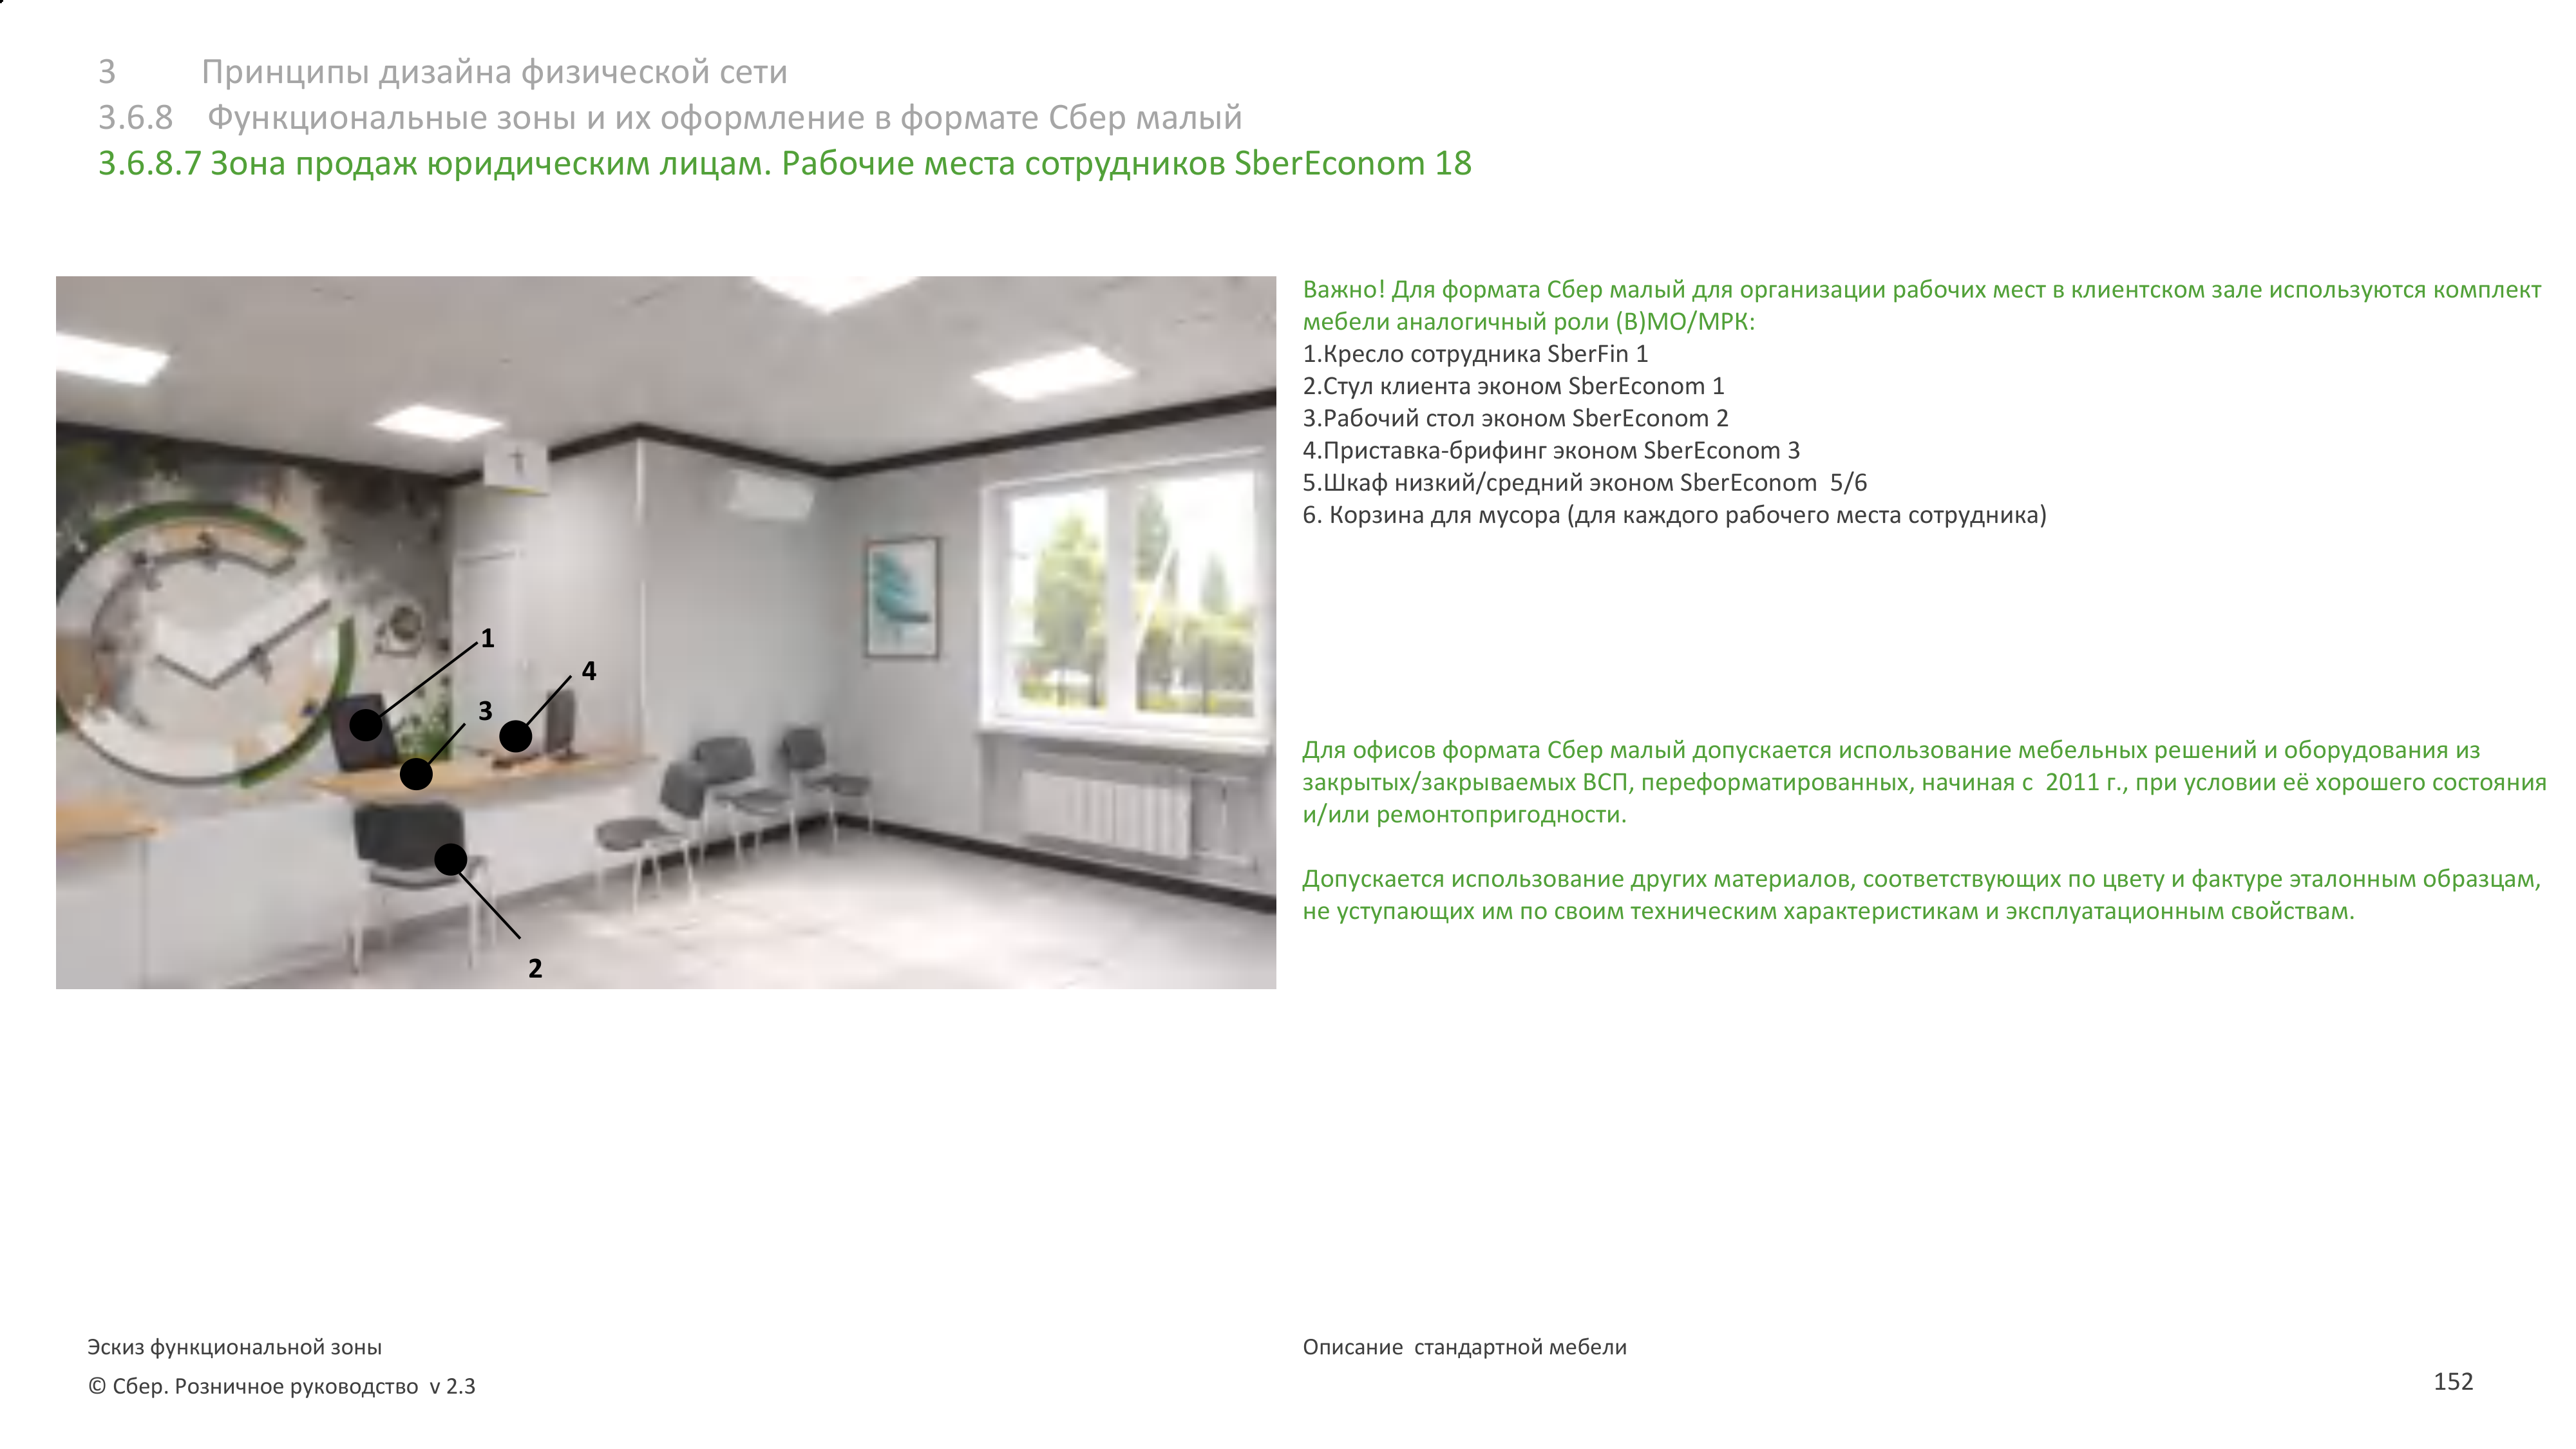 3 Принципы дизайна физической сети
3.6.8 Функциональные зоны и их оформление в формате Сбер малый
3.6.8.7 Зона продаж юридическим лицам. Рабочие места сотрудников SberEconom 18
1
4
3
2
Важно! Для формата Сбер малый для организации рабочих мест в клиентском зале используются комплект
мебели аналогичный роли (В)МО/МРК:
1.Кресло сотрудника SberFin 1
2.Стул клиента эконом SberEconom 1
3.Рабочий стол эконом SberEconom 2
4.Приставка-брифинг эконом SberEconom 3
5.Шкаф низкий/средний эконом SberEconom 5/6
6. Корзина для мусора (для каждого рабочего места сотрудника)
Для офисов формата Сбер малый допускается использование мебельных решений и оборудования из
закрытых/закрываемых ВСП, переформатированных, начиная с 2011 г., при условии её хорошего состояния
и/или ремонтопригодности.
Допускается использование других материалов, соответствующих по цвету и фактуре эталонным образцам,
не уступающих им по своим техническим характеристикам и эксплуатационным свойствам.
Эскиз функциональной зоны
Описание стандартной мебели
© Сбер. Розничное руководство v 2.3
152